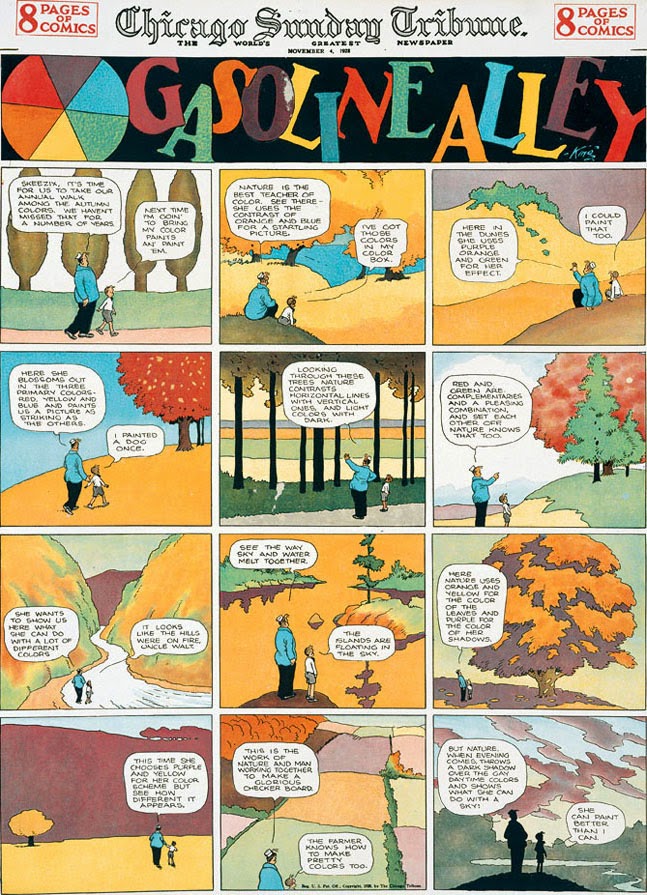 8 PAGES
OF
COMICS
Chicago Sunday Tribune.
THE WORLD'S GREATEST NEWSPAPER
NOVEMBER 4, 1928
8 PAGES
OF
COMICS
GASOLINE ALLEY
-King-
SKEEZIX, IT'S TIME
FOR US TO TAKE OUR
ANNUAL WALK
AMONG THE AUTUMN
COLORS. WE HAVEN'T
MISSED THAT FOR
A NUMBER OF YEARS.
NEXT TIME
I'M GOIN'
TO BRING
MY COLOR
PAINTS
AN' PAINT
'EM.
NATURE IS THE
BEST TEACHER OF
COLOR. SEE THERE-
SHE USES THE
CONTRAST OF
ORANGE AND BLUE
FOR A STARTLING
PICTURE.
I'VE GOT
THOSE
COLORS
IN MY
COLOR
BOX.
HERE IN
THE DUNES
SHE USES
PURPLE
ORANGE
AND GREEN
FOR HER
EFFECT.
I COULD
PAINT
THAT
TOO.
HERE SHE
BLOSSOMS OUT
IN THE THREE
PRIMARY COLORS-
RED, YELLOW AND
BLUE AND PAINTS
US A PICTURE AS
STRIKING AS
THE OTHERS.
I PAINTED
A DOG
ONCE.
LOOKING
THROUGH THESE
TREES NATURE
CONTRASTS
HORIZONTAL LINES
WITH VERTICAL
ONES, AND LIGHT
COLORS WITH
DARK.
RED AND
GREEN ARE
COMPLEMENTARIES
AND A PLEASING
COMBINATION,
AND SET EACH
OTHER OFF.
NATURE KNOWS
THAT TOO.
SHE WANTS
TO SHOW US
HERE WHAT
SHE CAN DO
WITH A LOT OF
DIFFERENT
COLORS
IT LOOKS
LIKE THE HILLS
WERE ON FIRE,
UNCLE WALT.
SEE THE WAY
SKY AND WATER
MELT TOGETHER.
THE
ISLANDS ARE
FLOATING IN
THE SKY.
HERE
NATURE USES
ORANGE AND
YELLOW FOR
THE COLOR
OF THE
LEAVES AND
PURPLE FOR
THE COLOR
OF HER
SHADOWS.
THIS TIME SHE
CHOOSES PURPLE
AND YELLOW
FOR HER COLOR
SCHEME BUT
SEE HOW
DIFFERENT IT
APPEARS.
THIS IS THE
WORK OF
NATURE AND MAN
WORKING TOGETHER
TO MAKE A
GLORIOUS
CHECKER BOARD.
THE FARMER
KNOWS HOW
TO MAKE
PRETTY
COLORS TOO.
Reg. U. S. Pat. Off.; Copyright, 1928, by The Chicago Tribune.
BUT NATURE,
WHEN EVENING
COMES, THROWS
A DARK SHADOW
OVER THE GAY
DAYTIME COLORS
AND SHOWS
WHAT SHE CAN
DO WITH A
SKY!
SHE
CAN PAINT
BETTER
THAN I
CAN.